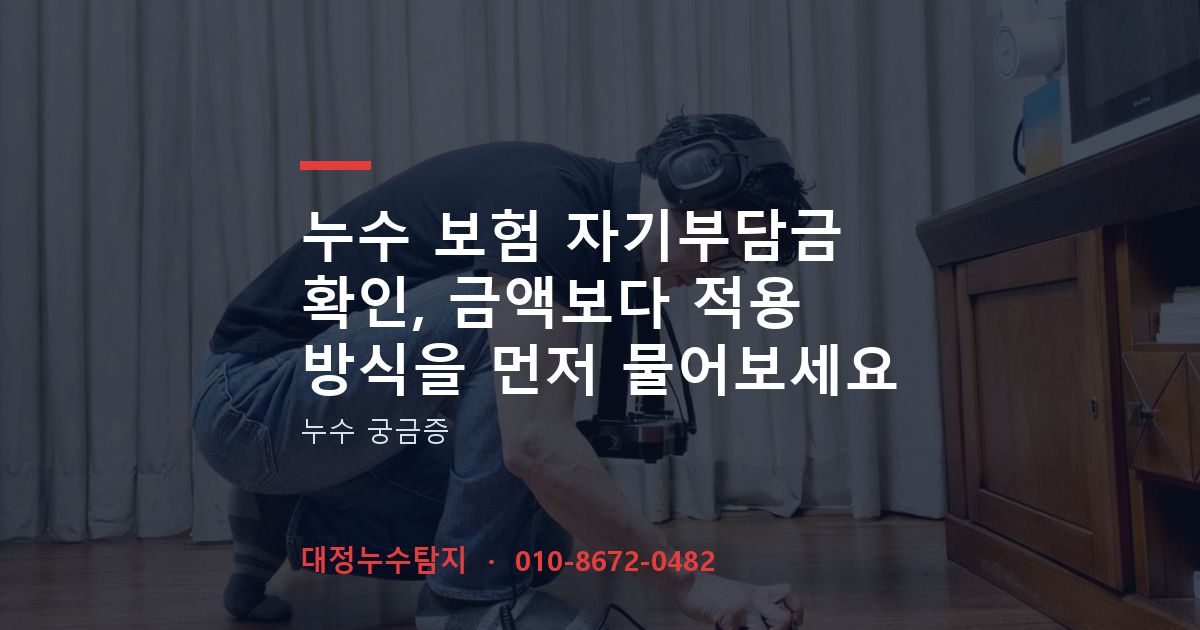 누수 보험 자기부담금
확인, 금액보다 적용
방식을 먼저 물어보세요
누수 궁금증
대정누수탐지 · 010-8672-0482